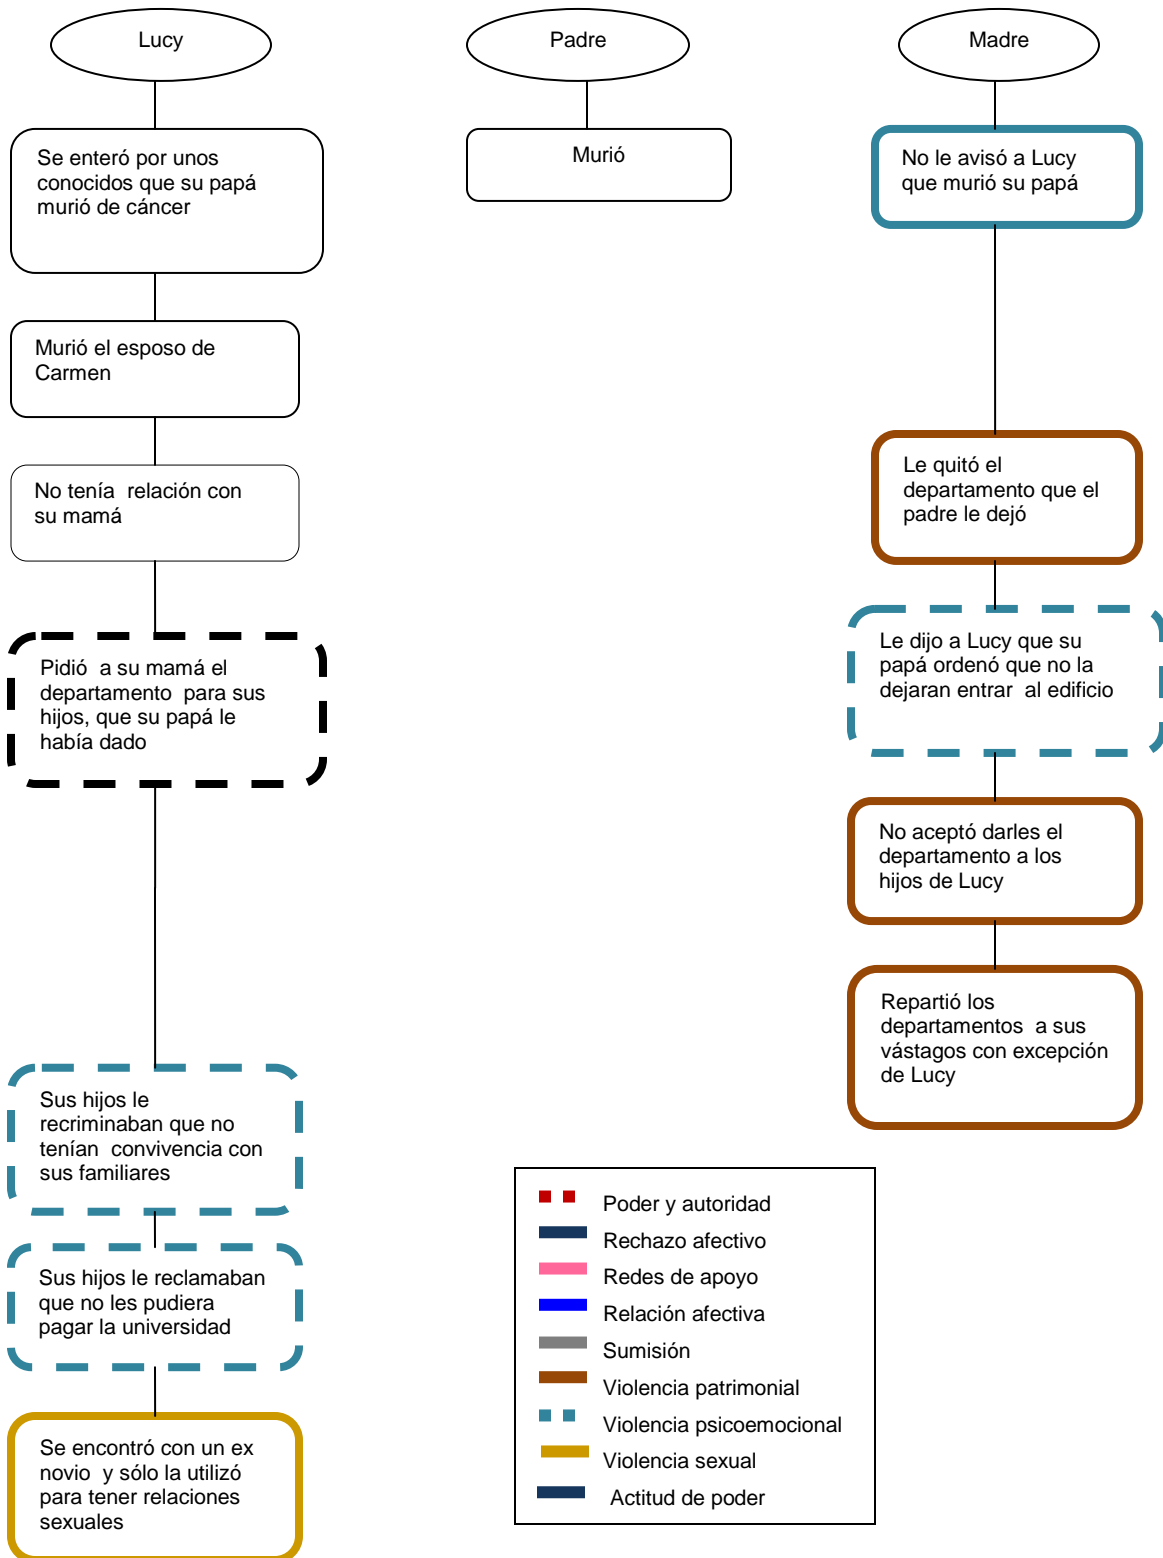 Lucy
Padre
Madre
Se enteró por unos
conocidos que su papá
murió de cáncer
Murió
No le avisó a Lucy
que murió su papá
Murió el esposo de
Carmen
No tenía relación con
su mamá
Le quitó el
departamento que el
padre le dejó
Pidió a su mamá el
departamento para sus
hijos, que su papá le
había dado
Le dijo a Lucy que su
papá ordenó que no la
dejaran entrar al edificio
No aceptó darles el
departamento a los
hijos de Lucy
Repartió los
departamentos a sus
vástagos con excepción
de Lucy
Sus hijos le
recriminaban que no
tenían convivencia con
sus familiares
Sus hijos le reclamaban
que no les pudiera
pagar la universidad
Se encontró con un ex
novio y sólo la utilizó
para tener relaciones
sexuales
Poder y autoridad
Rechazo afectivo
Redes de apoyo
Relación afectiva
Sumisión
Violencia patrimonial
Violencia psicoemocional
Violencia sexual
Actitud de poder